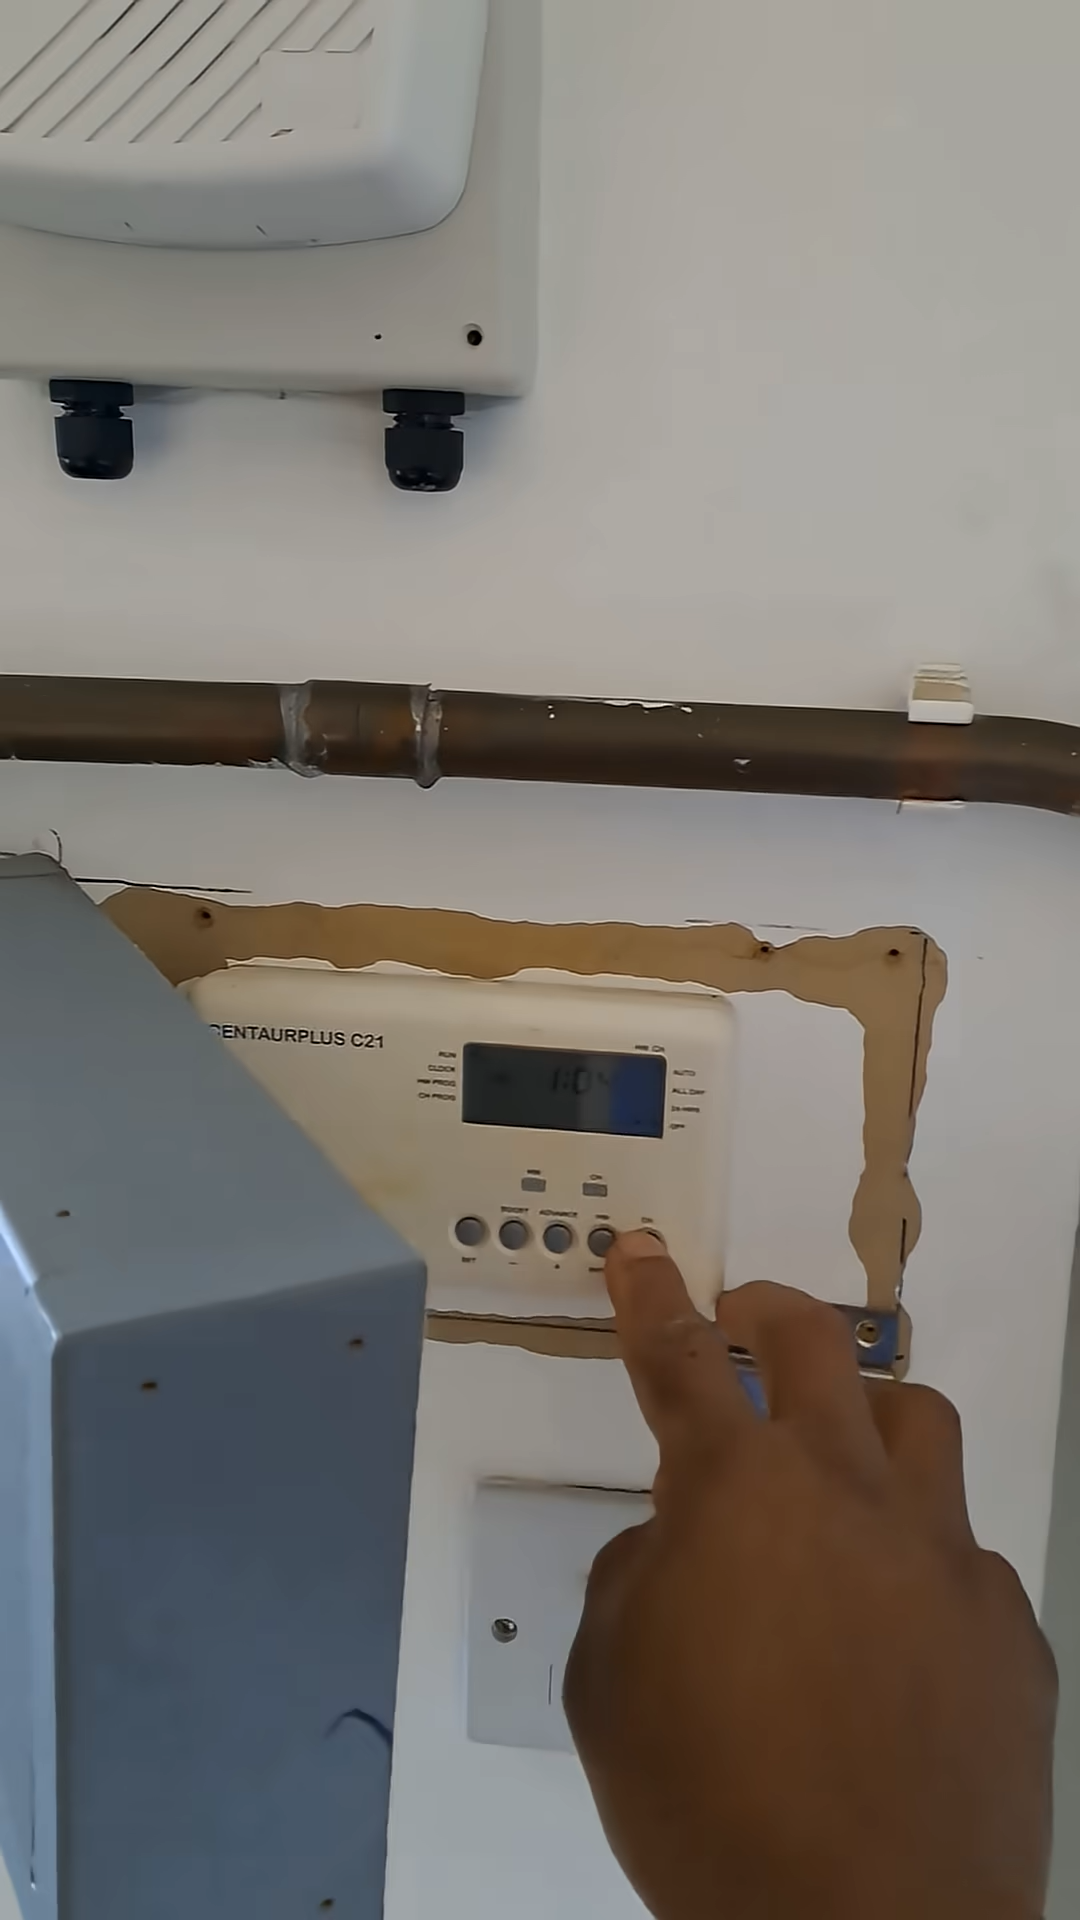 CENTAURPLUS C21
HW CH
RUN
CLOCK
HW PROG
CH PROG
AUTO
ALL DAY
24 HRS
OFF
HW
CH
BOOST
ADVANCE
HW
CH
SET
-
+